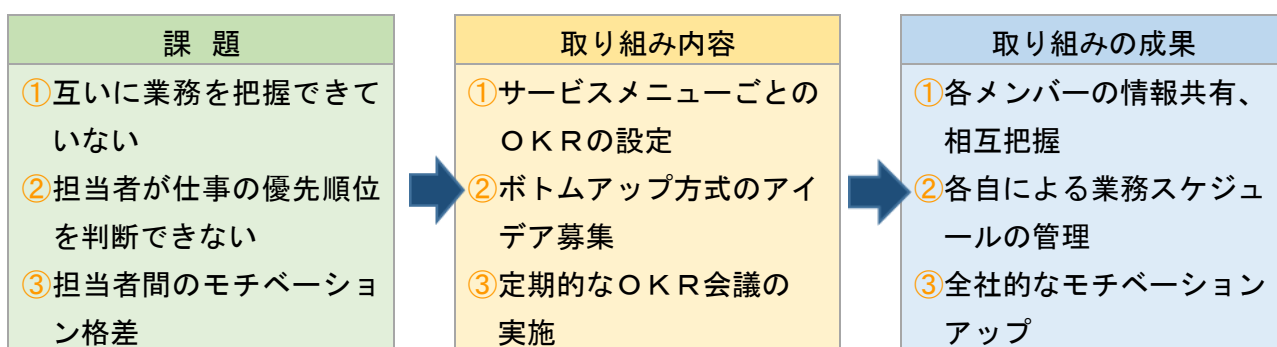 課 題
①互いに業務を把握できて
いない
②担当者が仕事の優先順位
を判断できない
③担当者間のモチベーショ
ン格差
取り組み内容
①サービスメニューごとの
ＯＫＲの設定
②ボトムアップ方式のアイ
デア募集
③定期的なＯＫＲ会議の
実施
取り組みの成果
①各メンバーの情報共有、
相互把握
②各自による業務スケジュ
ールの管理
③全社的なモチベーション
アップ